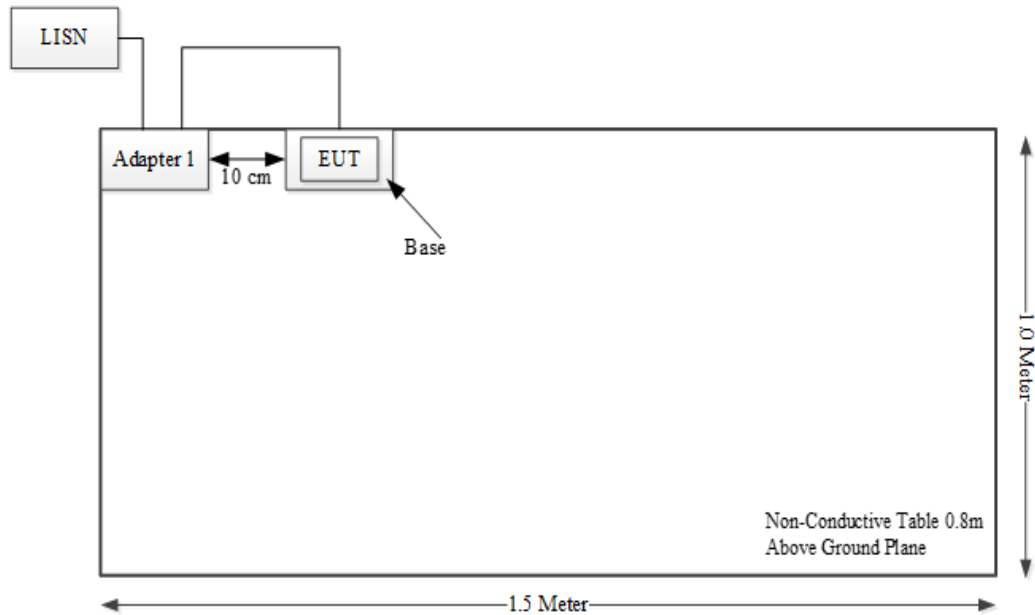 LISN
Adapter 1
10 cm
EUT
Base
1.0 Meter
Non-Conductive Table 0.8m
Above Ground Plane
1.5 Meter